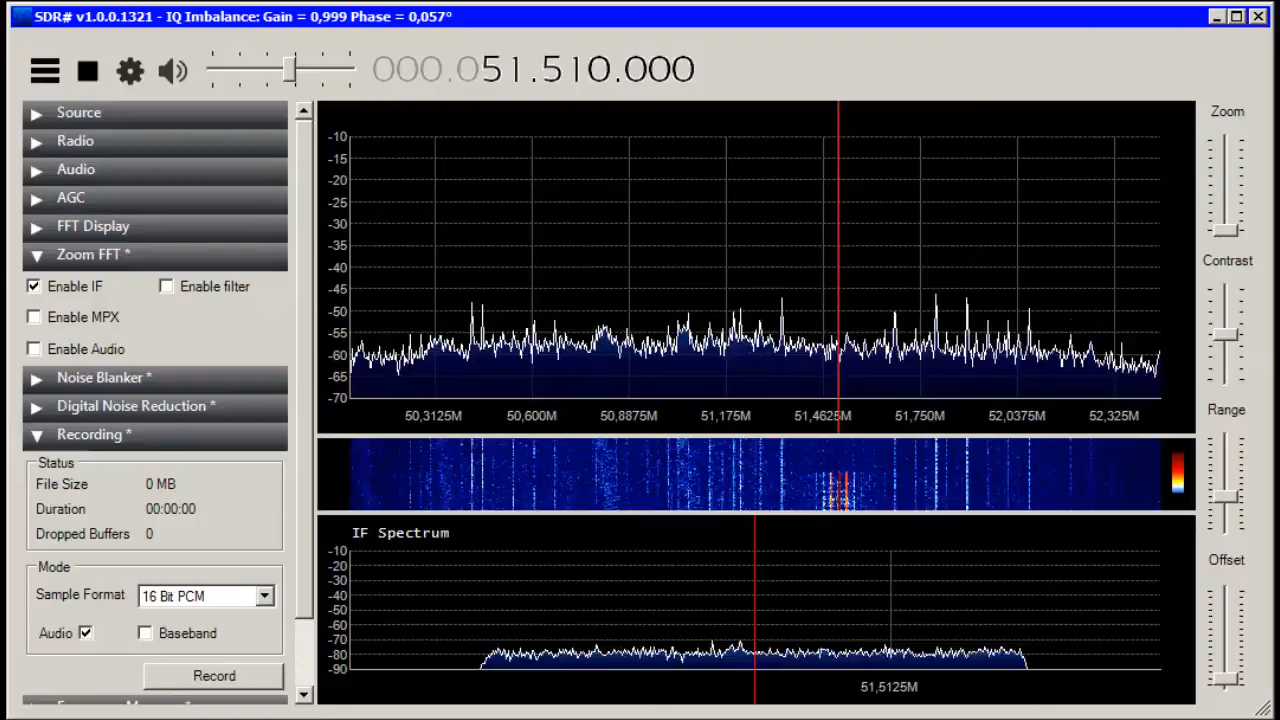 SDR# v1.0.0.1321 - IQ Imbalance: Gain = 0,999 Phase = 0,057°
000.051.510.000
Source
Radio
Audio
AGC
FFT Display
Zoom FFT *
Enable IF Enable filter
Enable MPX
Enable Audio
Noise Blanker *
Digital Noise Reduction *
Recording *
Status
File Size 0 MB
Duration 00:00:00
Dropped Buffers 0
Mode
Sample Format 16 Bit PCM
Audio Baseband
Record
-10
-15
-20
-25
-30
-35
-40
-45
-50
-55
-60
-65
-70
50,3125M 50,600M 50,8875M 51,175M 51,4625M 51,750M 52,0375M 52,325M
IF Spectrum
-10
-20
-30
-40
-50
-60
-70
-80
-90
51,5125M
Zoom
Contrast
Range
Offset